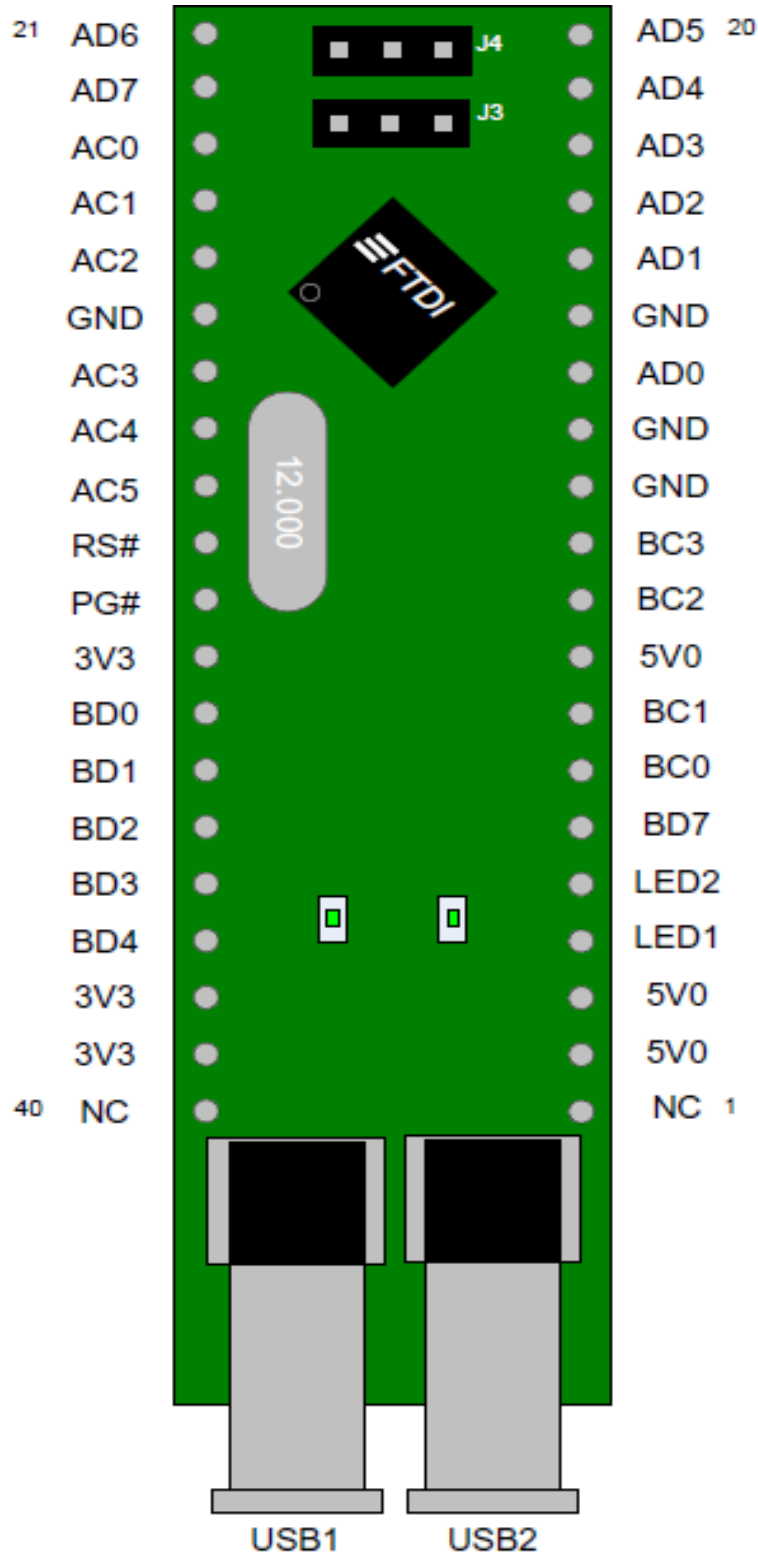 21 AD6 J4 AD5 20
AD7 J3 AD4
AC0 AD3
AC1 AD2
AC2 FTDI AD1
GND GND
AC3 AD0
AC4 GND
AC5 12.000 GND
RS# BC3
PG# BC2
3V3 5V0
BD0 BC1
BD1 BC0
BD2 BD7
BD3 LED2
BD4 LED1
3V3 5V0
3V3 5V0
40 NC NC 1
USB1 USB2